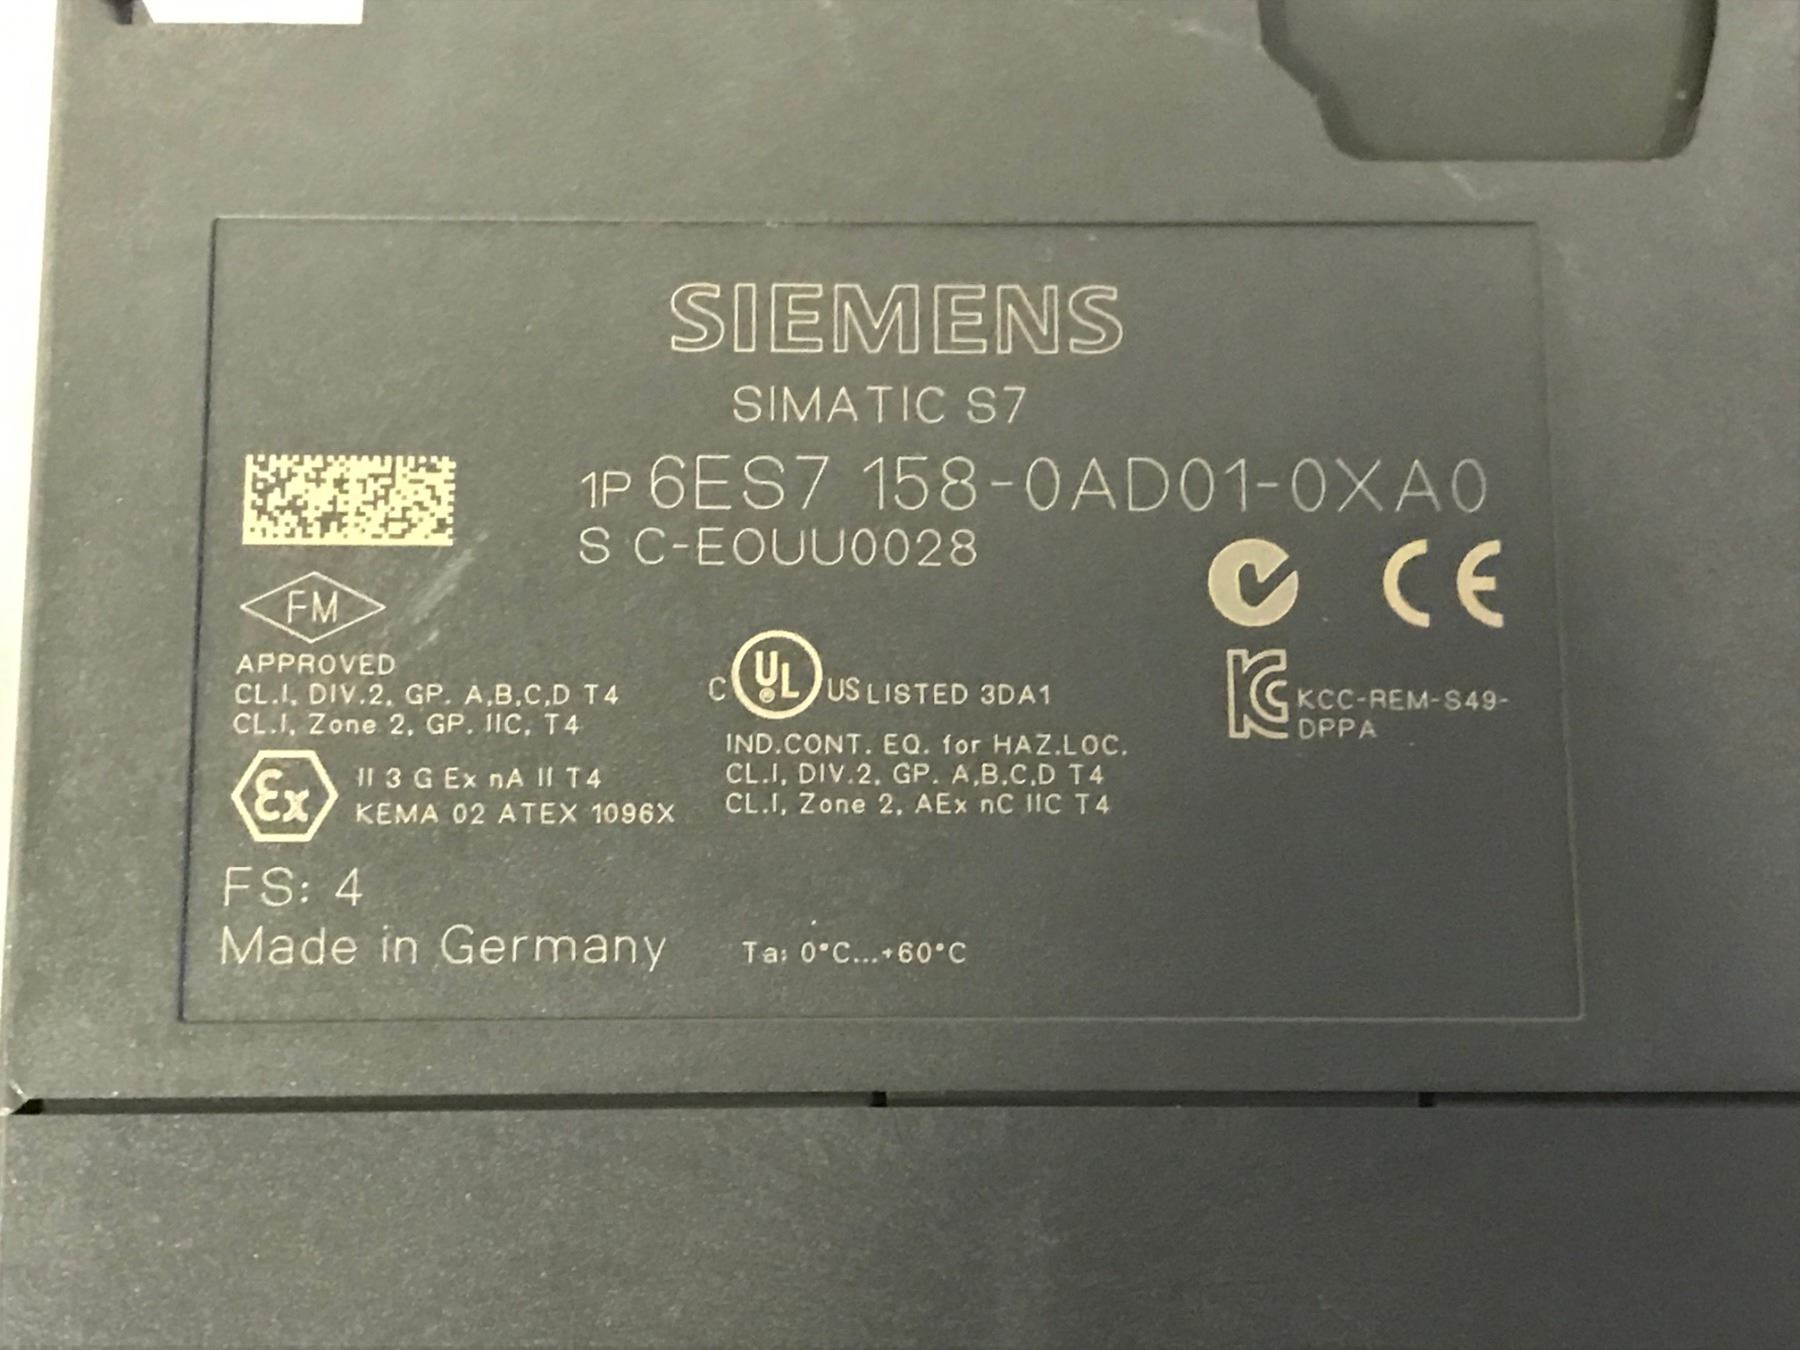 SIEMENS
SIMATIC S7
1P 6ES7 158-0AD01-0XA0
S C-E0UU0028
FM
APPROVED
CL.I, DIV.2, GP. A,B,C,D T4
CL.I, Zone 2, GP. IIC, T4
Ex II 3 G Ex nA II T4
KEMA 02 ATEX 1096X
C UL US LISTED 3DA1
IND.CONT. EQ. for HAZ.LOC.
CL.I, DIV.2, GP. A,B,C,D T4
CL.I, Zone 2, AEx nC IIC T4
CE
KCC-REM-S49-
DPPA
FS: 4
Made in Germany
Ta: 0°C...+60°C